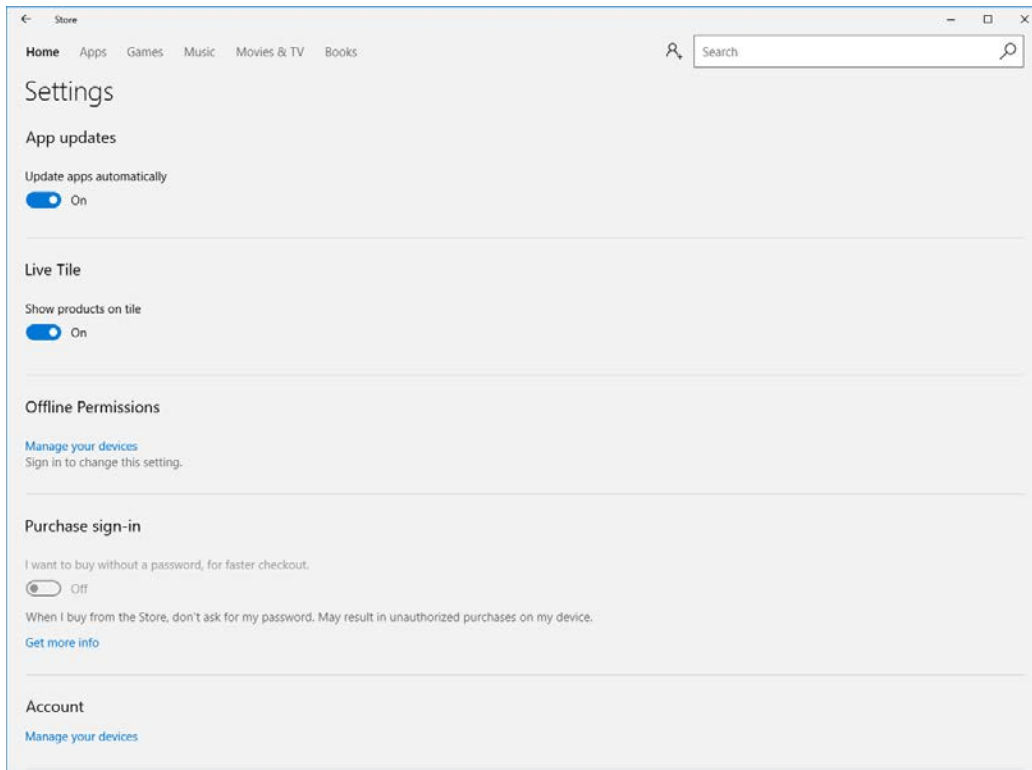 Store
Home Apps Games Music Movies & TV Books
Search
Settings
App updates
Update apps automatically
On
Live Tile
Show products on tile
On
Offline Permissions
Manage your devices
Sign in to change this setting.
Purchase sign-in
I want to buy without a password, for faster checkout.
Off
When I buy from the Store, don't ask for my password. May result in unauthorized purchases on my device.
Get more info
Account
Manage your devices